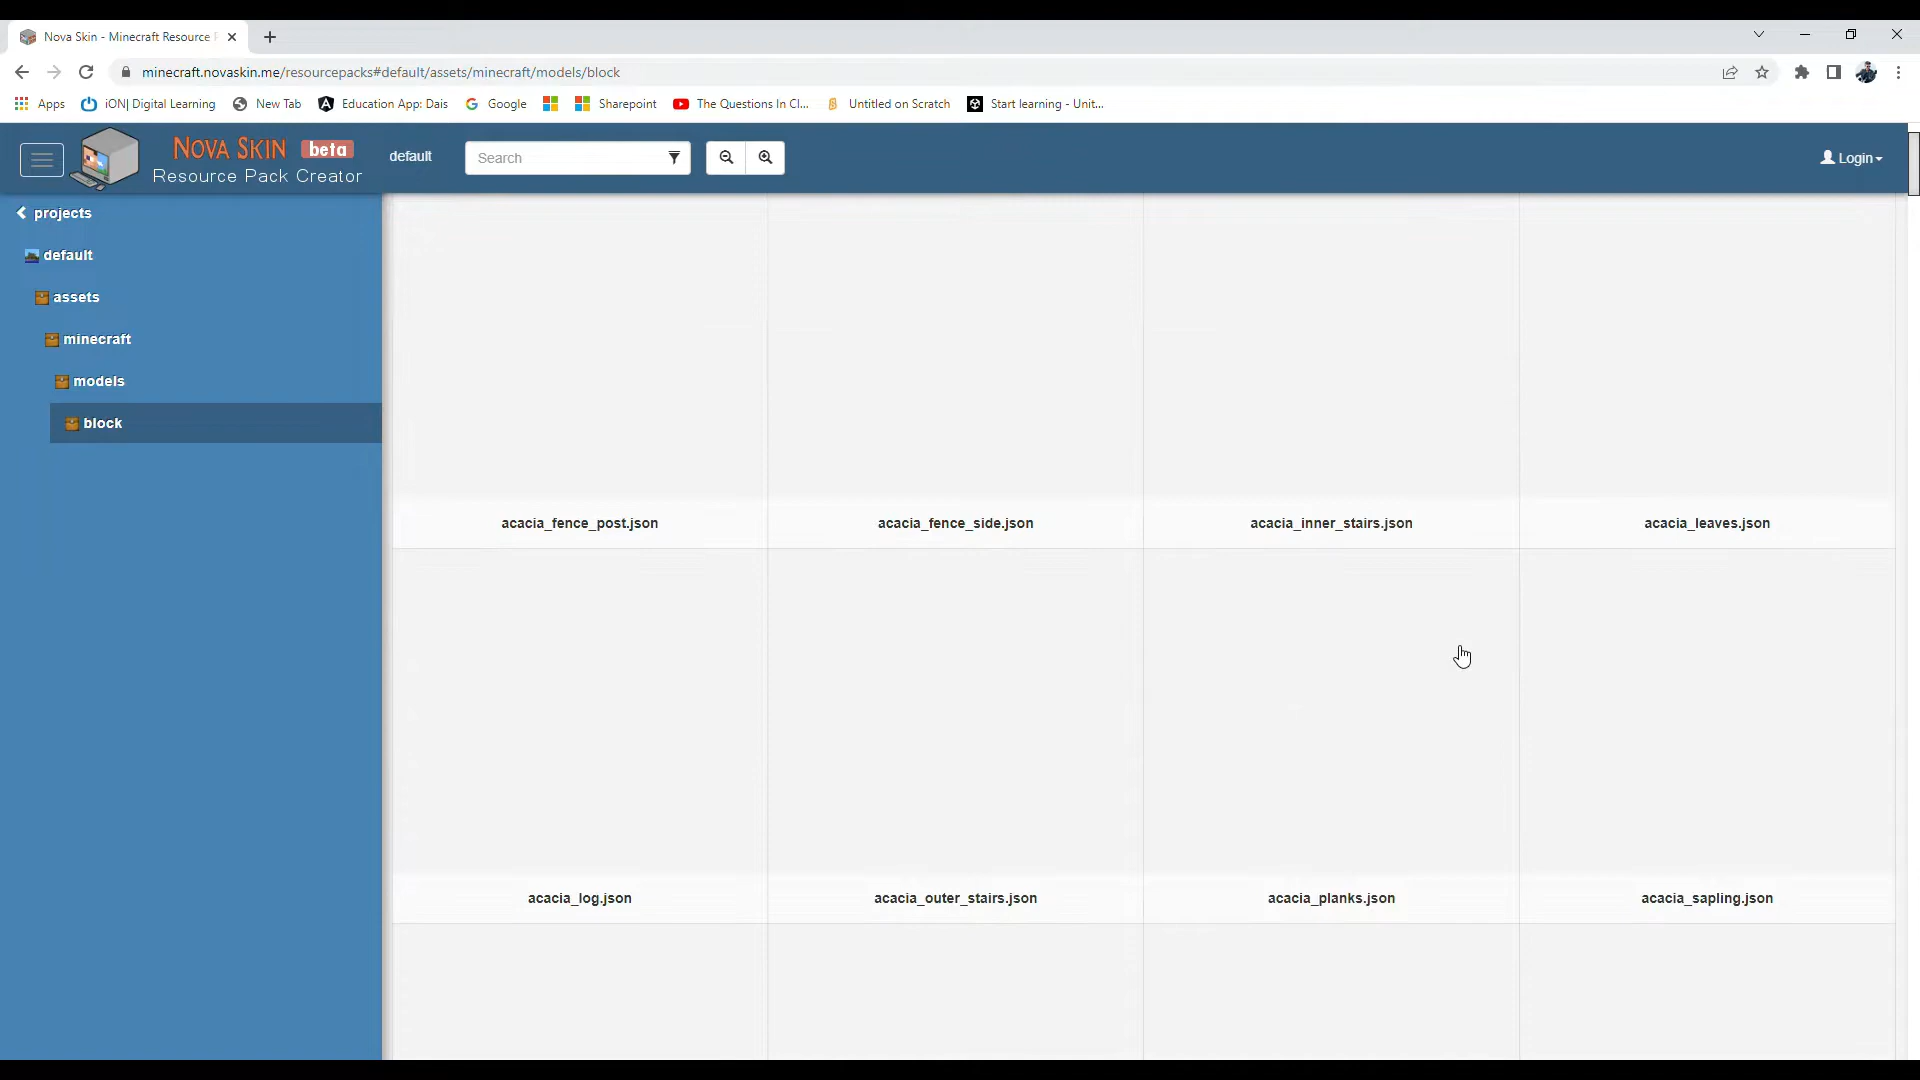 Nova Skin - Minecraft Resource
minecraft.novaskin.me/resourcepacks#default/assets/minecraft/models/block
Apps
iON| Digital Learning
New Tab
Education App: Dais
Google
Sharepoint
The Questions In Cl...
Untitled on Scratch
Start learning - Unit...
NOVA SKIN beta
Resource Pack Creator
default
Search
Login
projects
default
assets
minecraft
models
block
acacia_fence_post.json
acacia_fence_side.json
acacia_inner_stairs.json
acacia_leaves.json
acacia_log.json
acacia_outer_stairs.json
acacia_planks.json
acacia_sapling.json